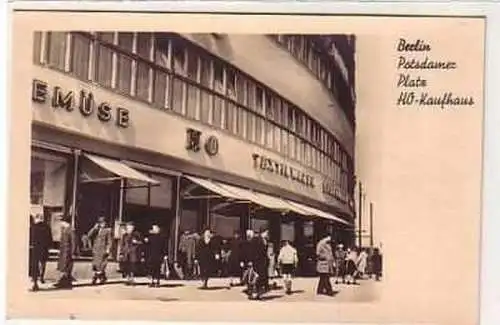 Berlin
Potsdamer
Platz
HO-Kaufhaus
EMÜSE
HO
TEXTILWAREN